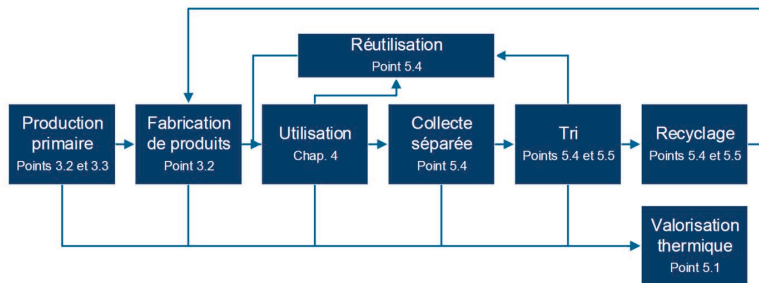 Réutilisation
Point 5.4
Production
primaire
Points 3.2 et 3.3
Fabrication
de produits
Point 3.2
Utilisation
Chap. 4
Collecte
séparée
Point 5.4
Tri
Points 5.4 et 5.5
Recyclage
Points 5.4 et 5.5
Valorisation
thermique
Point 5.1